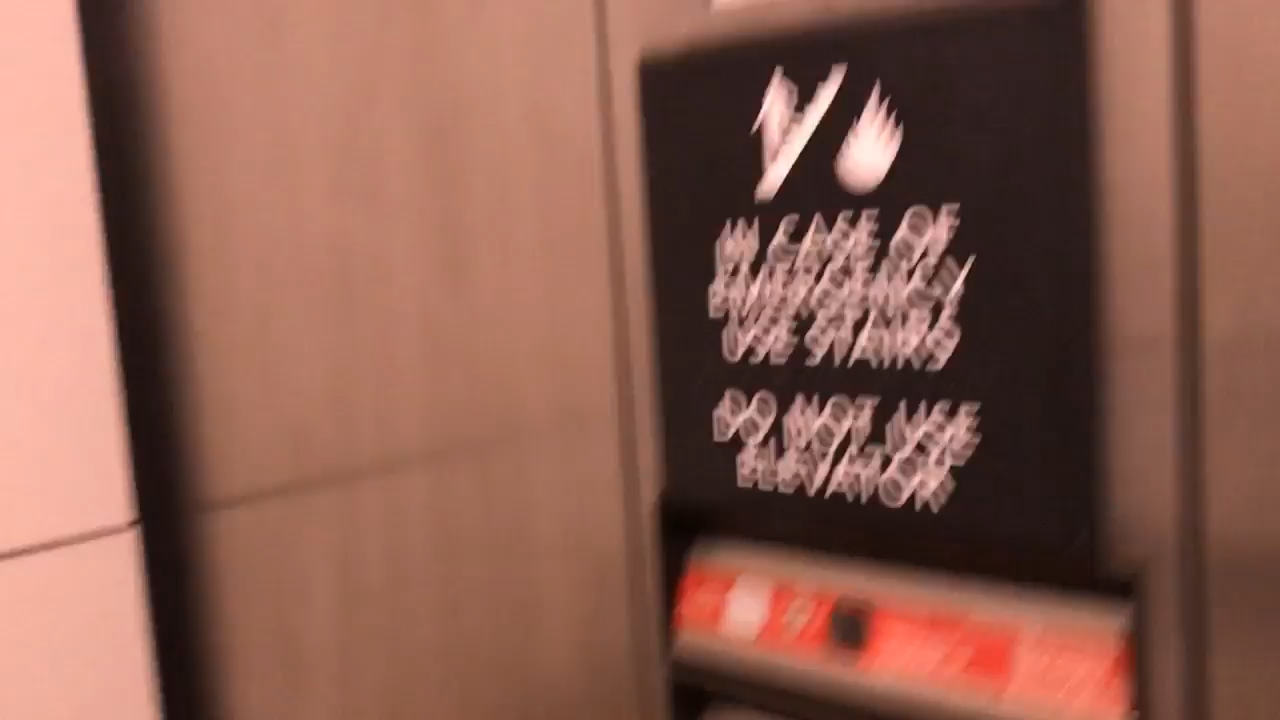 IN CASE OF
EMERGENCY
USE STAIRS
DO NOT USE
ELEVATOR